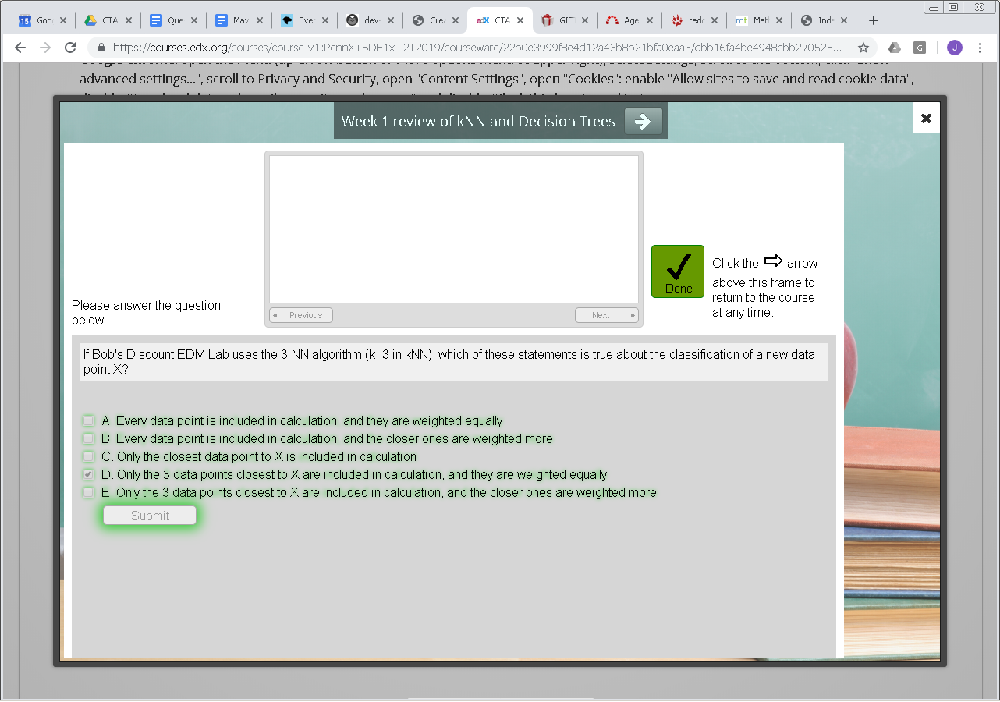 15 Goo
CTA
Que
May
Ever
dev-
Crea
edX CTA
GIF
Age
tedc
mt Mat
Inde
https://courses.edx.org/courses/course-v1:PennX+BDE1x+2T2019/courseware/22b0e3999f8e4d12a43b8b21bfa0eaa3/dbb16fa4be4948cbb270525...
G
J
advanced settings...", scroll to Privacy and Security, open "Content Settings", open "Cookies": enable "Allow sites to save and read cookie data",
Week 1 review of kNN and Decision Trees
Previous
Next
Done
Click the ⇨ arrow
above this frame to
return to the course
at any time.
Please answer the question
below.
If Bob's Discount EDM Lab uses the 3-NN algorithm (k=3 in kNN), which of these statements is true about the classification of a new data
point X?
A. Every data point is included in calculation, and they are weighted equally
B. Every data point is included in calculation, and the closer ones are weighted more
C. Only the closest data point to X is included in calculation
D. Only the 3 data points closest to X are included in calculation, and they are weighted equally
E. Only the 3 data points closest to X are included in calculation, and the closer ones are weighted more
Submit